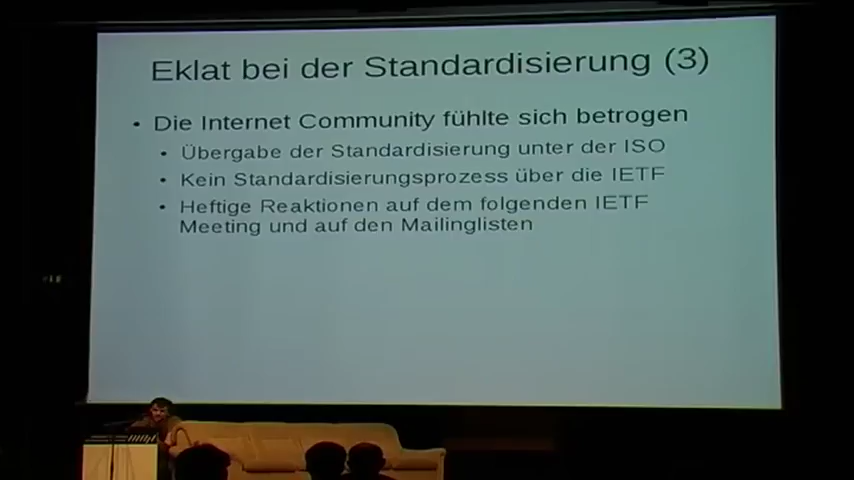 Eklat bei der Standardisierung (3)
• Die Internet Community fühlte sich betrogen
• Übergabe der Standardisierung unter der ISO
• Kein Standardisierungsprozess über die IETF
• Heftige Reaktionen auf dem folgenden IETF
Meeting und auf den Mailinglisten